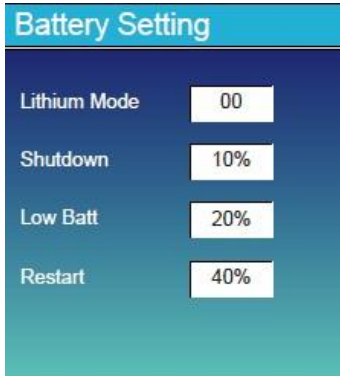 Battery Setting
Lithium Mode 00
Shutdown 10%
Low Batt 20%
Restart 40%